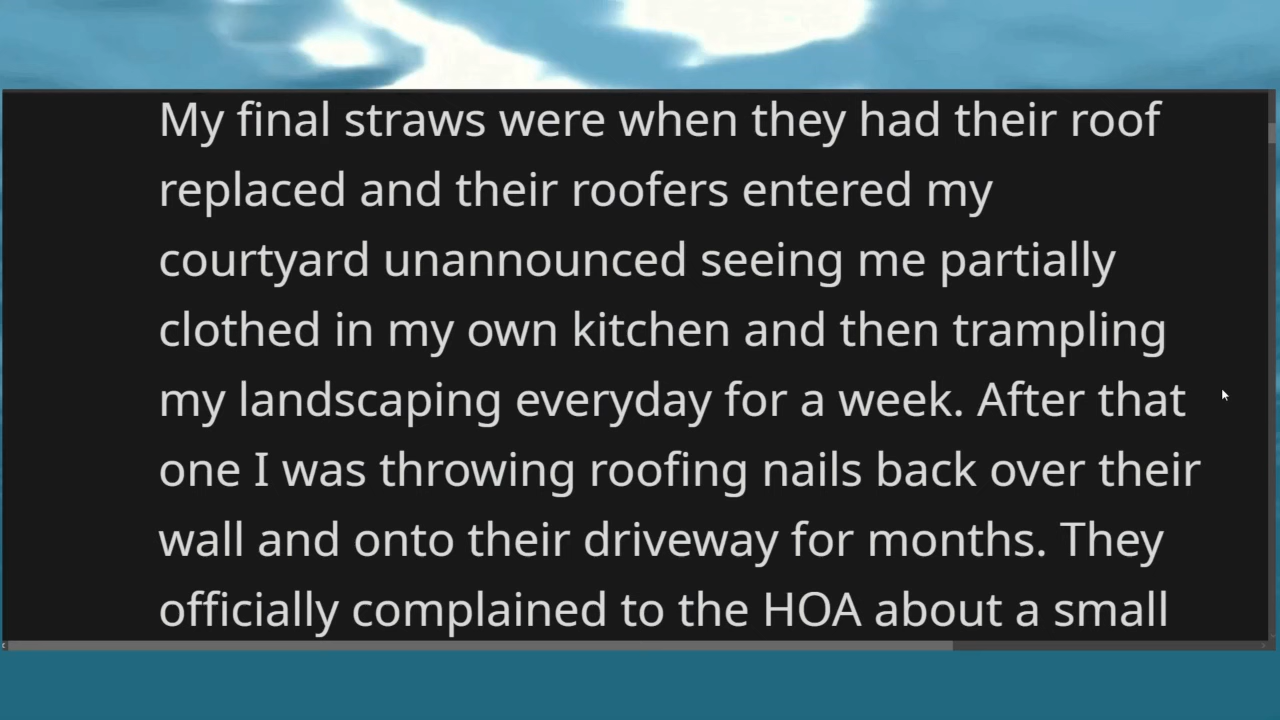 My final straws were when they had their roof
replaced and their roofers entered my
courtyard unannounced seeing me partially
clothed in my own kitchen and then trampling
my landscaping everyday for a week. After that
one I was throwing roofing nails back over their
wall and onto their driveway for months. They
officially complained to the HOA about a small